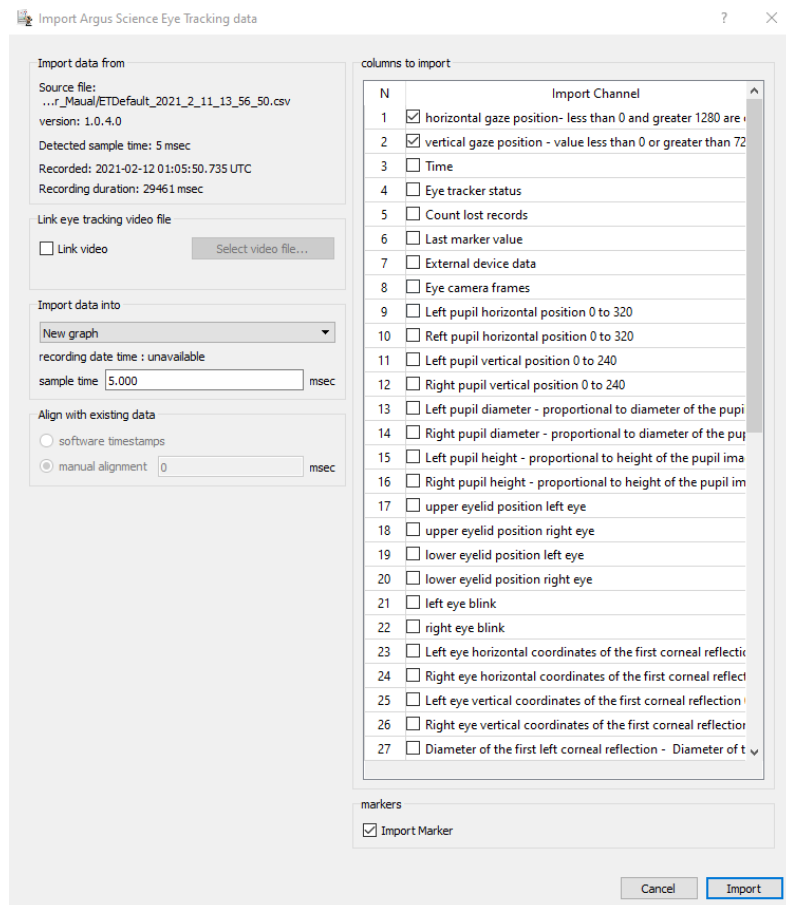 Import Argus Science Eye Tracking data
Import data from
Source file:
...r_Maual/ETDefault_2021_2_11_13_56_50.csv
version: 1.0.4.0
Detected sample time: 5 msec
Recorded: 2021-02-12 01:05:50.735 UTC
Recording duration: 29461 msec
Link eye tracking video file
Link video
Select video file...
Import data into
New graph
recording date time : unavailable
sample time 5.000 msec
Align with existing data
software timestamps
manual alignment 0 msec
columns to import
N Import Channel
1 horizontal gaze position- less than 0 and greater 1280 are
2 vertical gaze position - value less than 0 or greater than 72
3 Time
4 Eye tracker status
5 Count lost records
6 Last marker value
7 External device data
8 Eye camera frames
9 Left pupil horizontal position 0 to 320
10 Reft pupil horizontal position 0 to 320
11 Left pupil vertical position 0 to 240
12 Right pupil vertical position 0 to 240
13 Left pupil diameter - proportional to diameter of the pupi
14 Right pupil diameter - proportional to diameter of the pup
15 Left pupil height - proportional to height of the pupil ima
16 Right pupil height - proportional to height of the pupil im
17 upper eyelid position left eye
18 upper eyelid position right eye
19 lower eyelid position left eye
20 lower eyelid position right eye
21 left eye blink
22 right eye blink
23 Left eye horizontal coordinates of the first corneal reflectic
24 Right eye horizontal coordinates of the first corneal reflect
25 Left eye vertical coordinates of the first corneal reflection
26 Right eye vertical coordinates of the first corneal reflection
27 Diameter of the first left corneal reflection - Diameter of t
markers
Import Marker
Cancel
Import